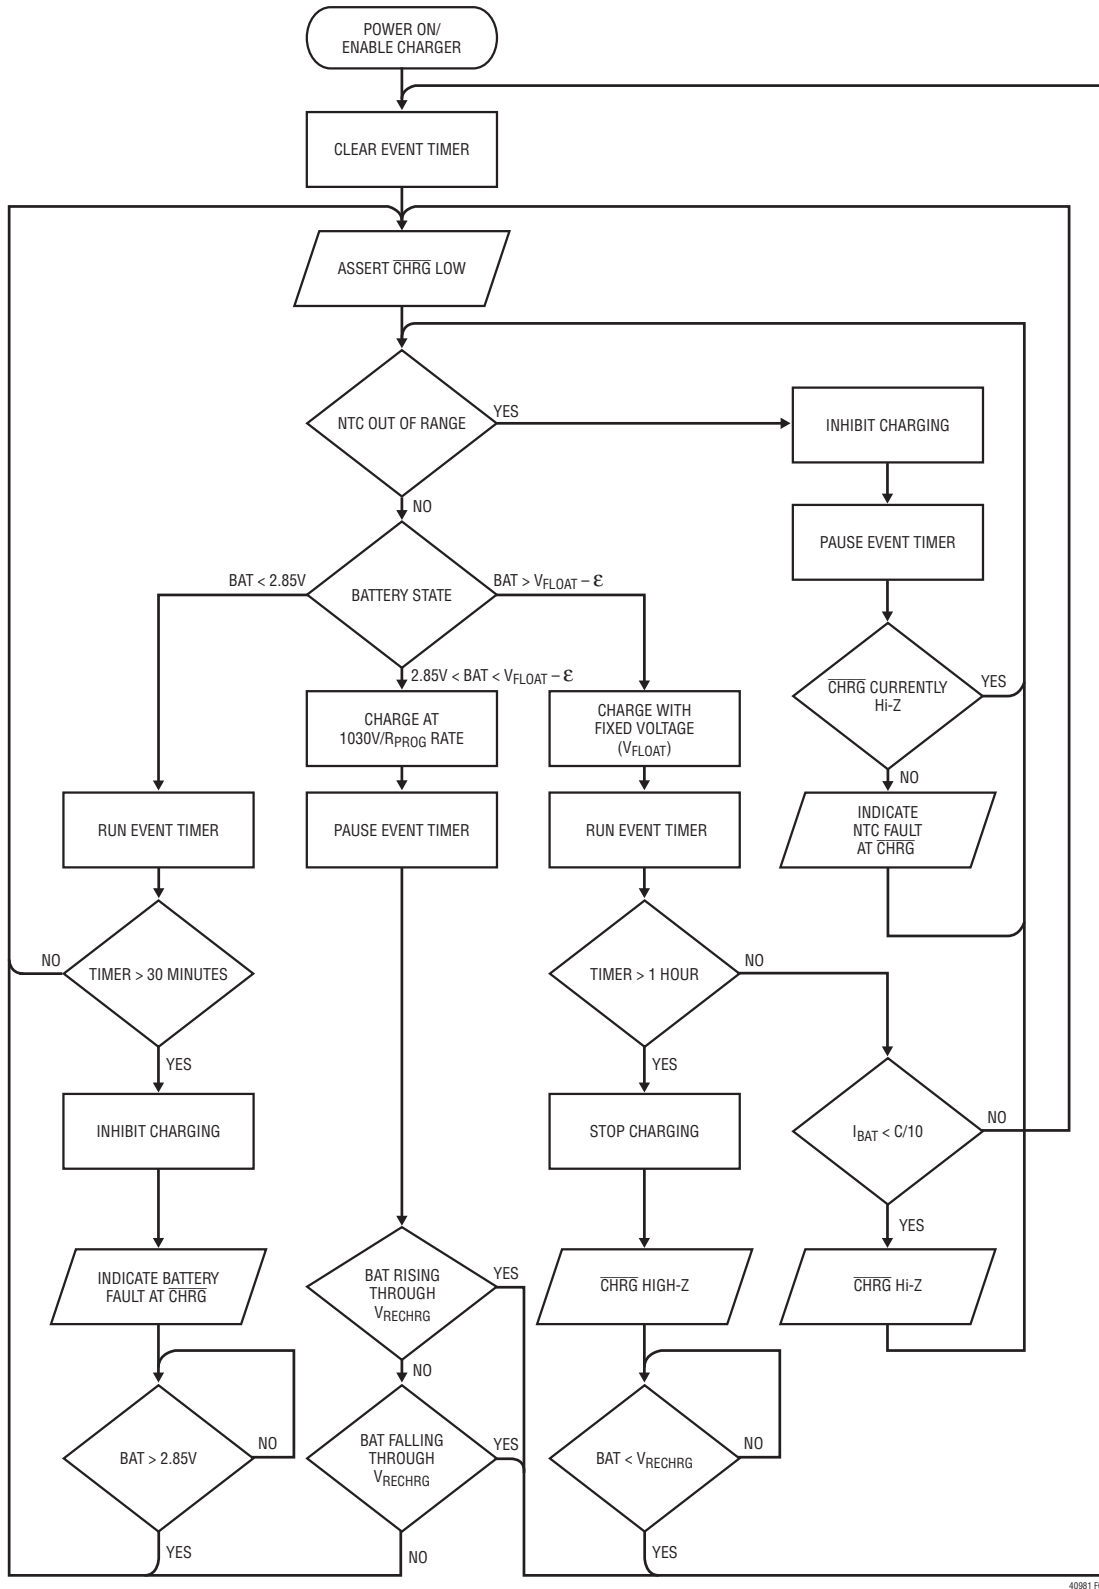 POWER ON/
ENABLE CHARGER
CLEAR EVENT TIMER
ASSERT CHRG LOW
NTC OUT OF RANGE
YES
NO
INHIBIT CHARGING
PAUSE EVENT TIMER
CHRG CURRENTLY
Hi-Z
YES
NO
INDICATE
NTC FAULT
AT CHRG
BATTERY STATE
BAT < 2.85V
BAT > VFLOAT – ε
2.85V < BAT < VFLOAT – ε
CHARGE AT
1030V/RPROG RATE
CHARGE WITH
FIXED VOLTAGE
(VFLOAT)
RUN EVENT TIMER
PAUSE EVENT TIMER
RUN EVENT TIMER
NO
TIMER > 30 MINUTES
YES
TIMER > 1 HOUR
NO
YES
INHIBIT CHARGING
STOP CHARGING
IBAT < C/10
NO
YES
INDICATE BATTERY
FAULT AT CHRG
BAT RISING
THROUGH
VRECHRG
YES
NO
CHRG HIGH-Z
CHRG Hi-Z
BAT > 2.85V
NO
YES
BAT FALLING
THROUGH
VRECHRG
YES
NO
BAT < VRECHRG
NO
YES